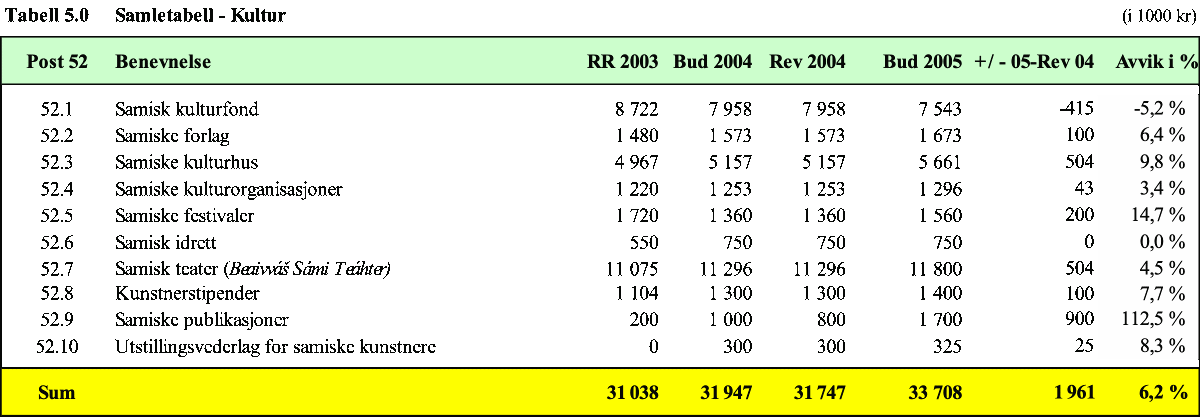 Tabell 5.0 Samletabell - Kultur (i 1000 kr)
Post 52 Benevnelse RR 2003 Bud 2004 Rev 2004 Bud 2005 +/ - 05-Rev 04 Avvik i %
52.1 Samisk kulturfond 8 722 7 958 7 958 7 543 -415 -5,2 %
52.2 Samiske forlag 1 480 1 573 1 573 1 673 100 6,4 %
52.3 Samiske kulturhus 4 967 5 157 5 157 5 661 504 9,8 %
52.4 Samiske kulturorganisasjoner 1 220 1 253 1 253 1 296 43 3,4 %
52.5 Samiske festivaler 1 720 1 360 1 360 1 560 200 14,7 %
52.6 Samisk idrett 550 750 750 750 0 0,0 %
52.7 Samisk teater (Beaivváš Sámi Teáhter) 11 075 11 296 11 296 11 800 504 4,5 %
52.8 Kunstnerstipender 1 104 1 300 1 300 1 400 100 7,7 %
52.9 Samiske publikasjoner 200 1 000 800 1 700 900 112,5 %
52.10 Utstillingsvederlag for samiske kunstnere 0 300 300 325 25 8,3 %
Sum 31 038 31 947 31 747 33 708 1 961 6,2 %